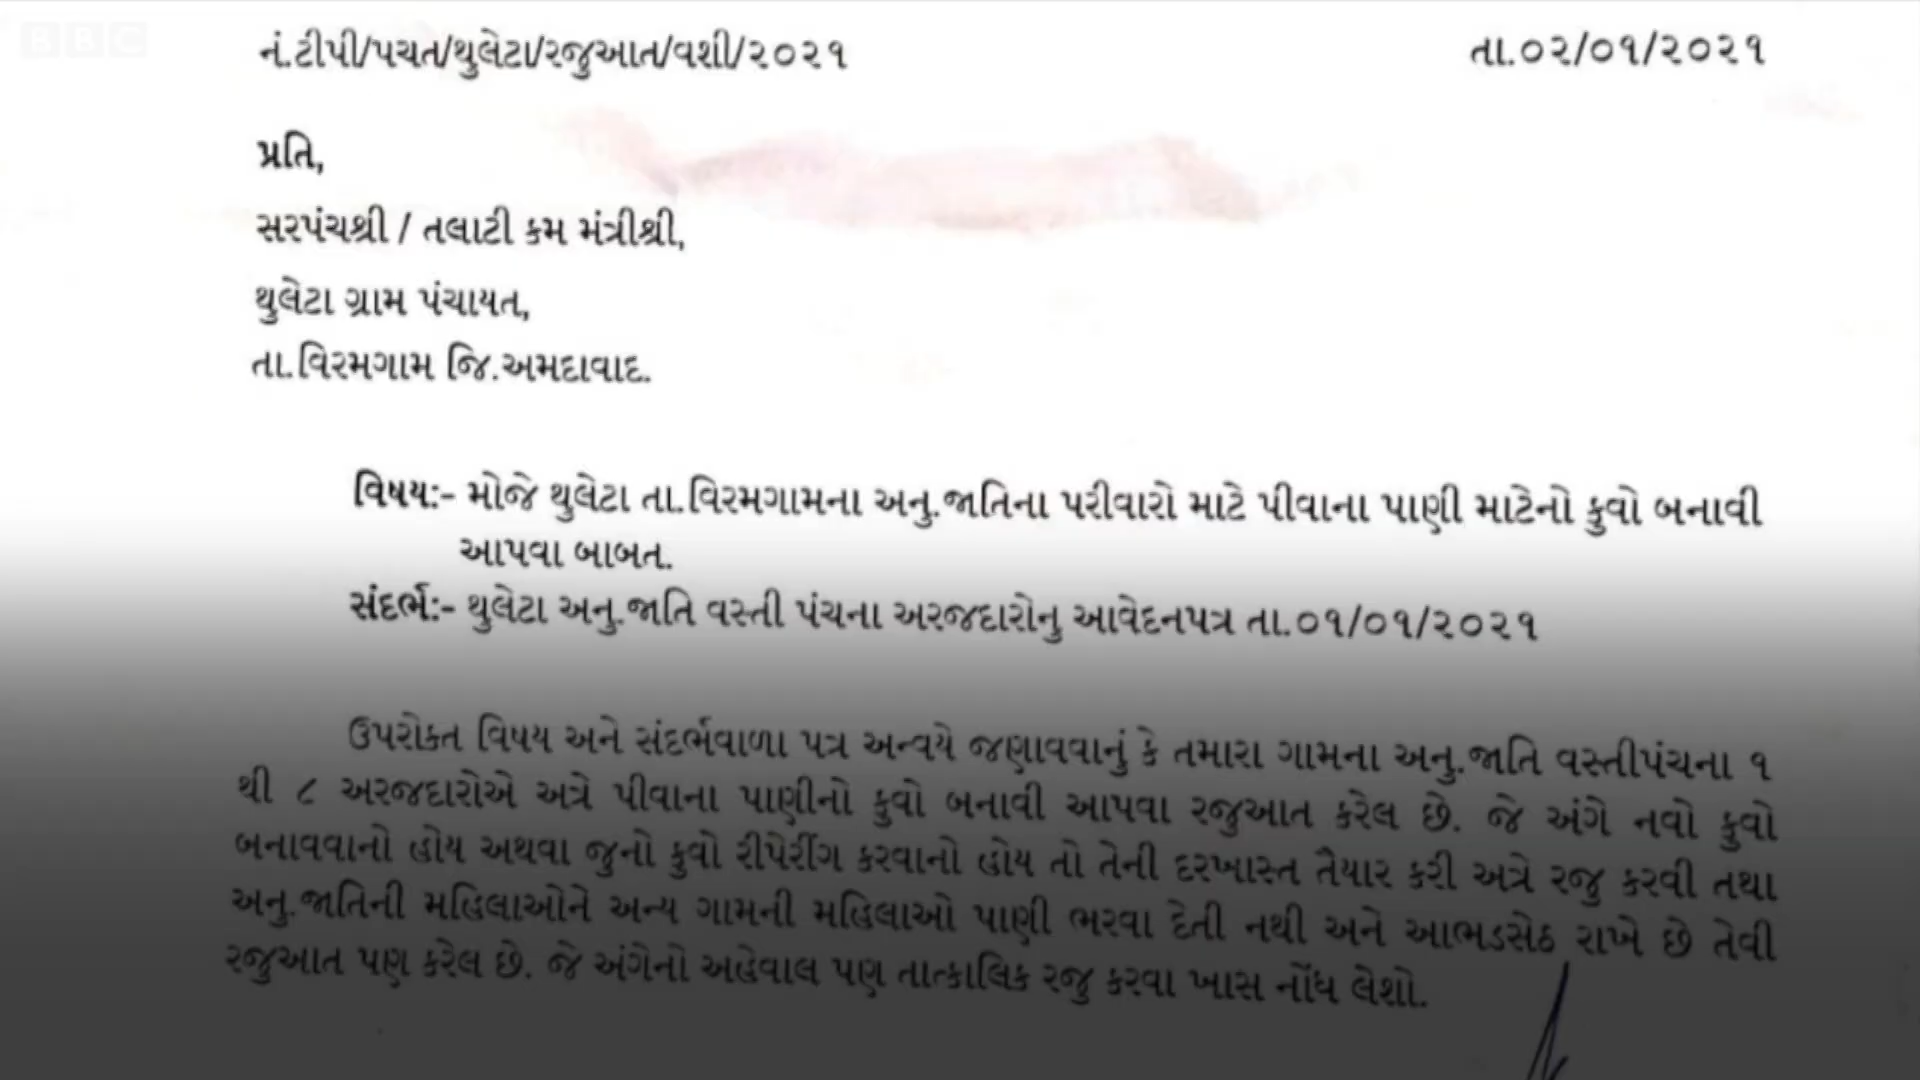 BBC
નં.ટીપી/પચત/થુલેટા/રજુઆત/વશી/૨૦૨૧ તા.૦૨/૦૧/૨૦૨૧
પ્રતિ,
સરપંચશ્રી / તલાટી કમ મંત્રીશ્રી,
થુલેટા ગ્રામ પંચાયત,
તા.વિરમગામ જિ.અમદાવાદ.
વિષય:- મોજે થુલેટા તા.વિરમગામના અનુ.જાતિના પરીવારો માટે પીવાના પાણી માટેનો કુવો બનાવી
આપવા બાબત.
સંદર્ભ:- થુલેટા અનુ.જાતિ વસ્તી પંચના અરજદારોનુ આવેદનપત્ર તા.૦૧/૦૧/૨૦૨૧
ઉપરોક્ત વિષય અને સંદર્ભવાળા પત્ર અન્વયે જણાવવાનું કે તમારા ગામના અનુ.જાતિ વસ્તીપંચના ૧
થી ૮ અરજદારોએ અત્રે પીવાના પાણીનો કુવો બનાવી આપવા રજુઆત કરેલ છે. જે અંગે નવો કુવો
બનાવવાનો હોય અથવા જુનો કુવો રીપેરીંગ કરવાનો હોય તો તેની દરખાસ્ત તૈયાર કરી અત્રે રજુ કરવી તથા
અનુ.જાતિની મહિલાઓને અન્ય ગામની મહિલાઓ પાણી ભરવા દેતી નથી અને આભડસેઠ રાખે છે તેવી
રજુઆત પણ કરેલ છે. જે અંગેનો અહેવાલ પણ તાત્કાલિક રજુ કરવા ખાસ નોંધ લેશો.